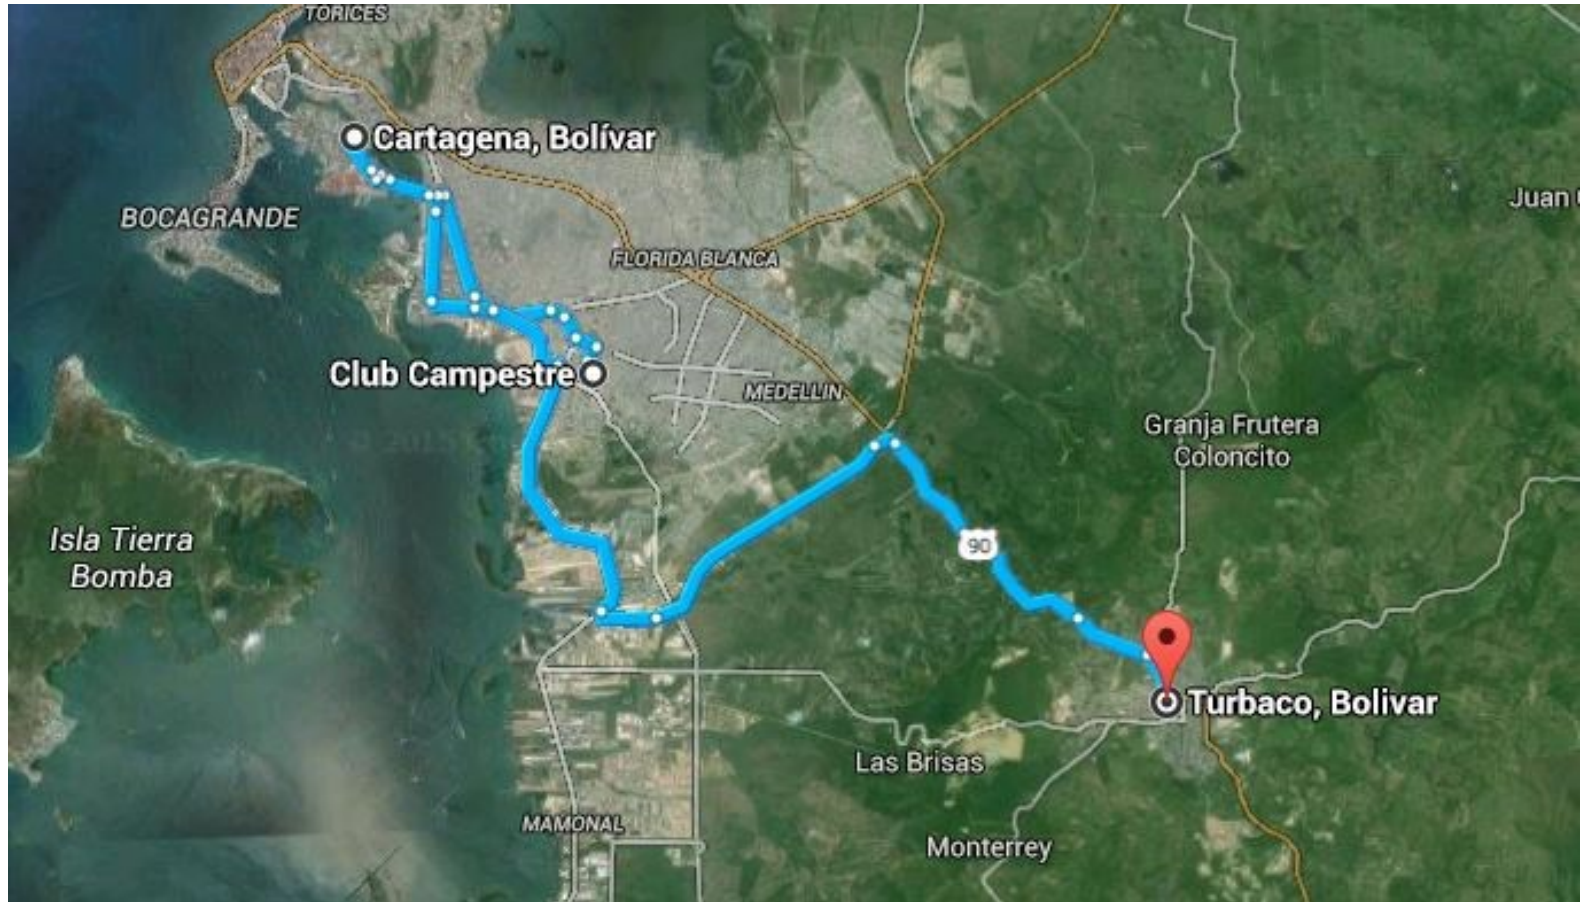 TORICES
Cartagena, Bolívar
BOCAGRANDE
Juan
FLORIDA BLANCA
Club Campestre
MEDELLIN
Granja Frutera
Coloncito
Isla Tierra
Bomba
90
Turbaco, Bolivar
Las Brisas
MAMONAL
Monterrey